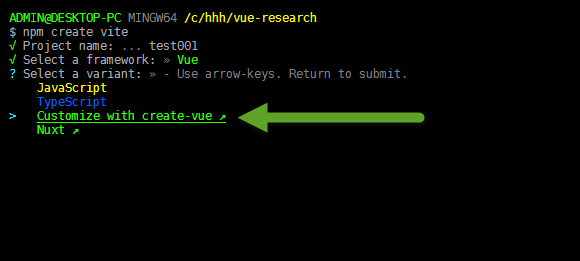 ADMIN@DESKTOP-PC MINGW64 /c/hhh/vue-research
$ npm create vite
√ Project name: ... test001
√ Select a framework: » Vue
? Select a variant: » - Use arrow-keys. Return to submit.
JavaScript
TypeScript
> Customize with create-vue ↗
Nuxt ↗